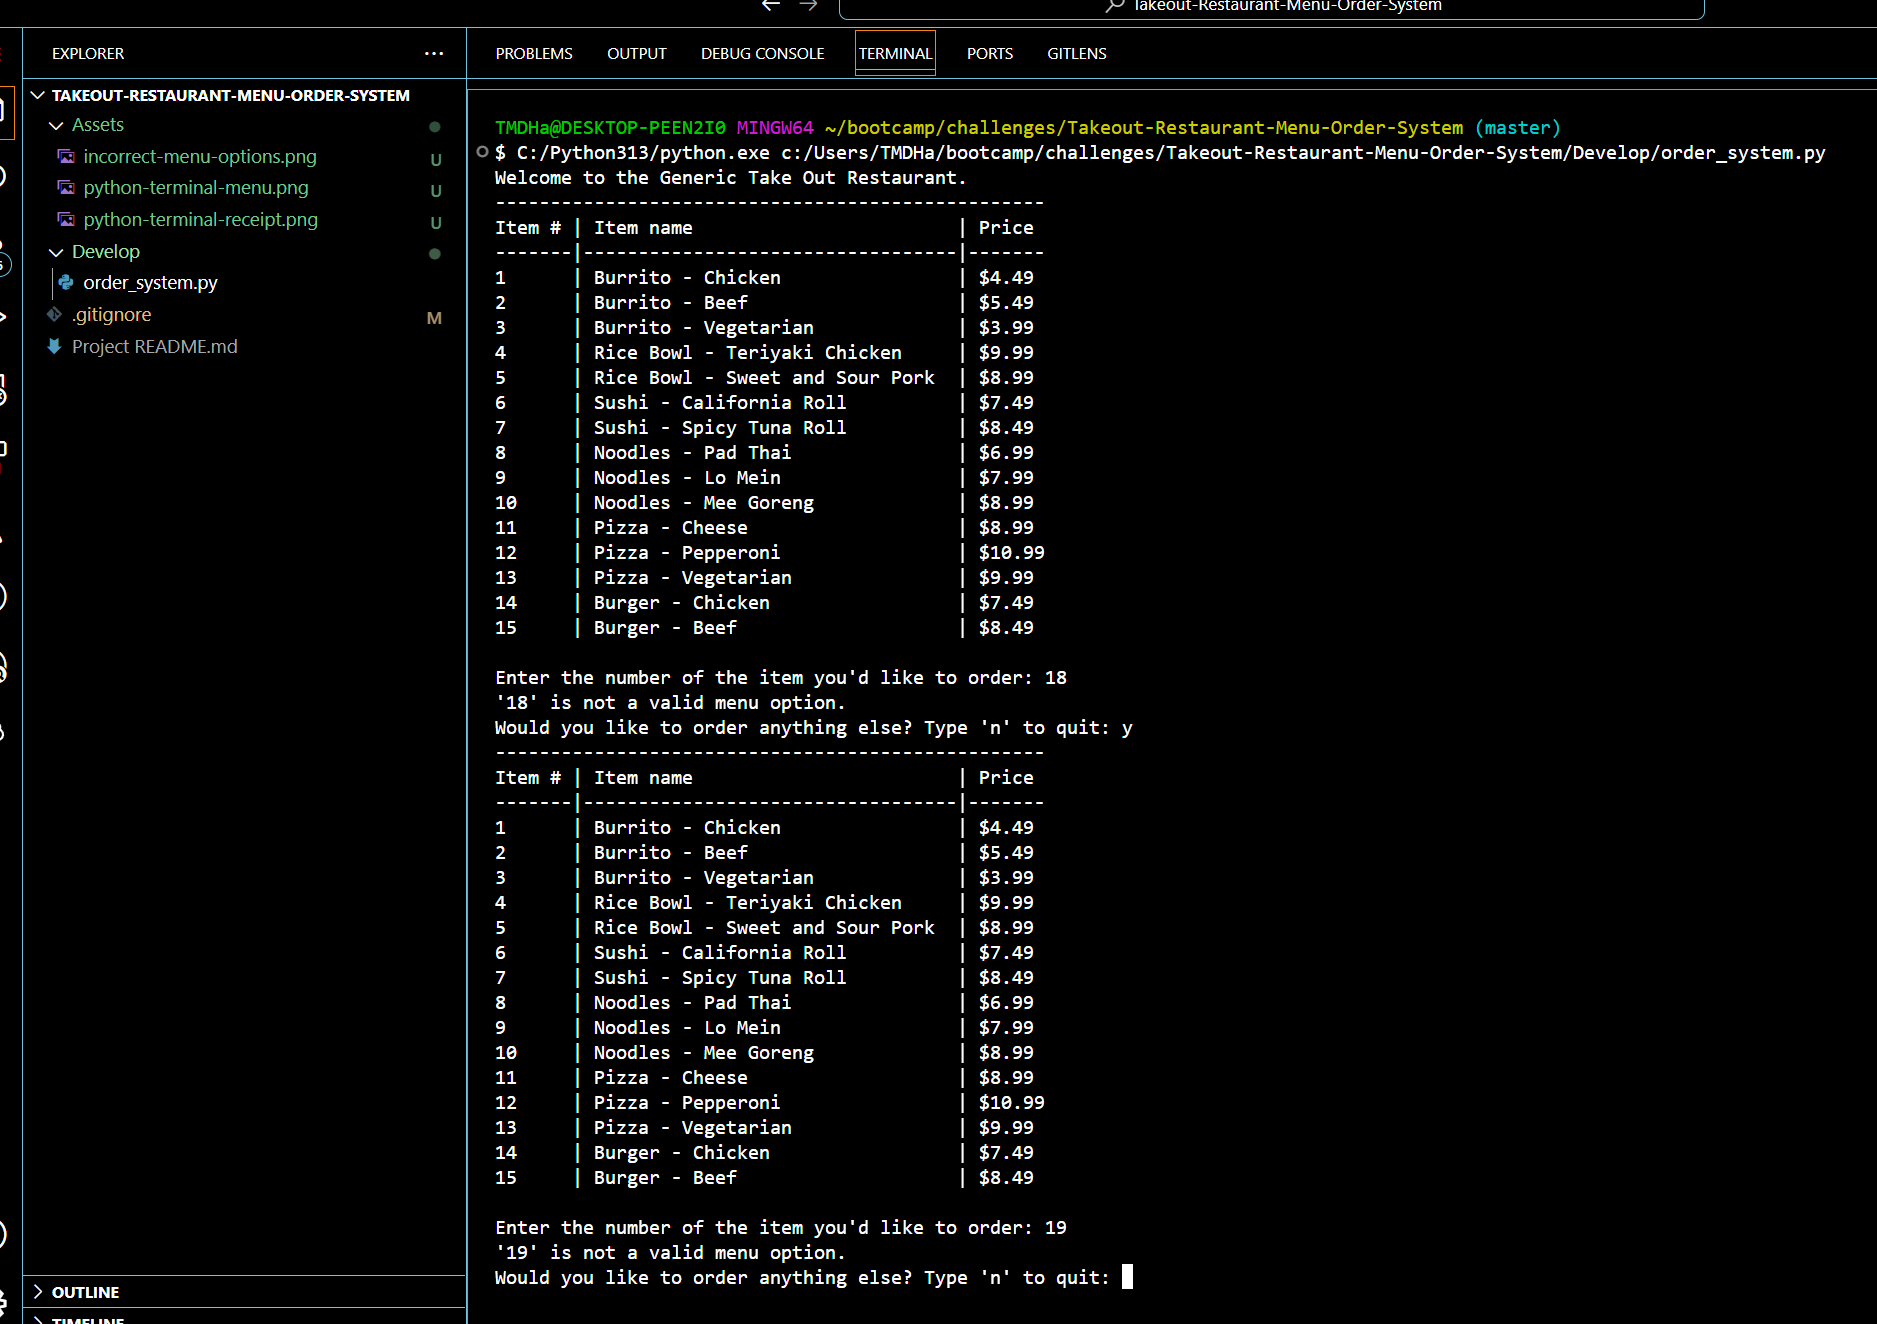 Takeout-Restaurant-Menu-Order-System
EXPLORER ...
PROBLEMS OUTPUT DEBUG CONSOLE TERMINAL PORTS GITLENS
TAKEOUT-RESTAURANT-MENU-ORDER-SYSTEM
Assets
incorrect-menu-options.png U
python-terminal-menu.png U
python-terminal-receipt.png U
Develop
order_system.py
.gitignore M
Project README.md
OUTLINE
TIMELINE
TMDHa@DESKTOP-PEEN2I0 MINGW64 ~/bootcamp/challenges/Takeout-Restaurant-Menu-Order-System (master)
$ C:/Python313/python.exe c:/Users/TMDHa/bootcamp/challenges/Takeout-Restaurant-Menu-Order-System/Develop/order_system.py
Welcome to the Generic Take Out Restaurant.
--------------------------------------------------
Item # | Item name                        | Price
-------|----------------------------------|-------
1      | Burrito - Chicken                | $4.49
2      | Burrito - Beef                   | $5.49
3      | Burrito - Vegetarian             | $3.99
4      | Rice Bowl - Teriyaki Chicken     | $9.99
5      | Rice Bowl - Sweet and Sour Pork  | $8.99
6      | Sushi - California Roll          | $7.49
7      | Sushi - Spicy Tuna Roll          | $8.49
8      | Noodles - Pad Thai               | $6.99
9      | Noodles - Lo Mein                | $7.99
10     | Noodles - Mee Goreng             | $8.99
11     | Pizza - Cheese                   | $8.99
12     | Pizza - Pepperoni                | $10.99
13     | Pizza - Vegetarian               | $9.99
14     | Burger - Chicken                 | $7.49
15     | Burger - Beef                    | $8.49
Enter the number of the item you'd like to order: 18
'18' is not a valid menu option.
Would you like to order anything else? Type 'n' to quit: y
--------------------------------------------------
Item # | Item name                        | Price
-------|----------------------------------|-------
1      | Burrito - Chicken                | $4.49
2      | Burrito - Beef                   | $5.49
3      | Burrito - Vegetarian             | $3.99
4      | Rice Bowl - Teriyaki Chicken     | $9.99
5      | Rice Bowl - Sweet and Sour Pork  | $8.99
6      | Sushi - California Roll          | $7.49
7      | Sushi - Spicy Tuna Roll          | $8.49
8      | Noodles - Pad Thai               | $6.99
9      | Noodles - Lo Mein                | $7.99
10     | Noodles - Mee Goreng             | $8.99
11     | Pizza - Cheese                   | $8.99
12     | Pizza - Pepperoni                | $10.99
13     | Pizza - Vegetarian               | $9.99
14     | Burger - Chicken                 | $7.49
15     | Burger - Beef                    | $8.49
Enter the number of the item you'd like to order: 19
'19' is not a valid menu option.
Would you like to order anything else? Type 'n' to quit: